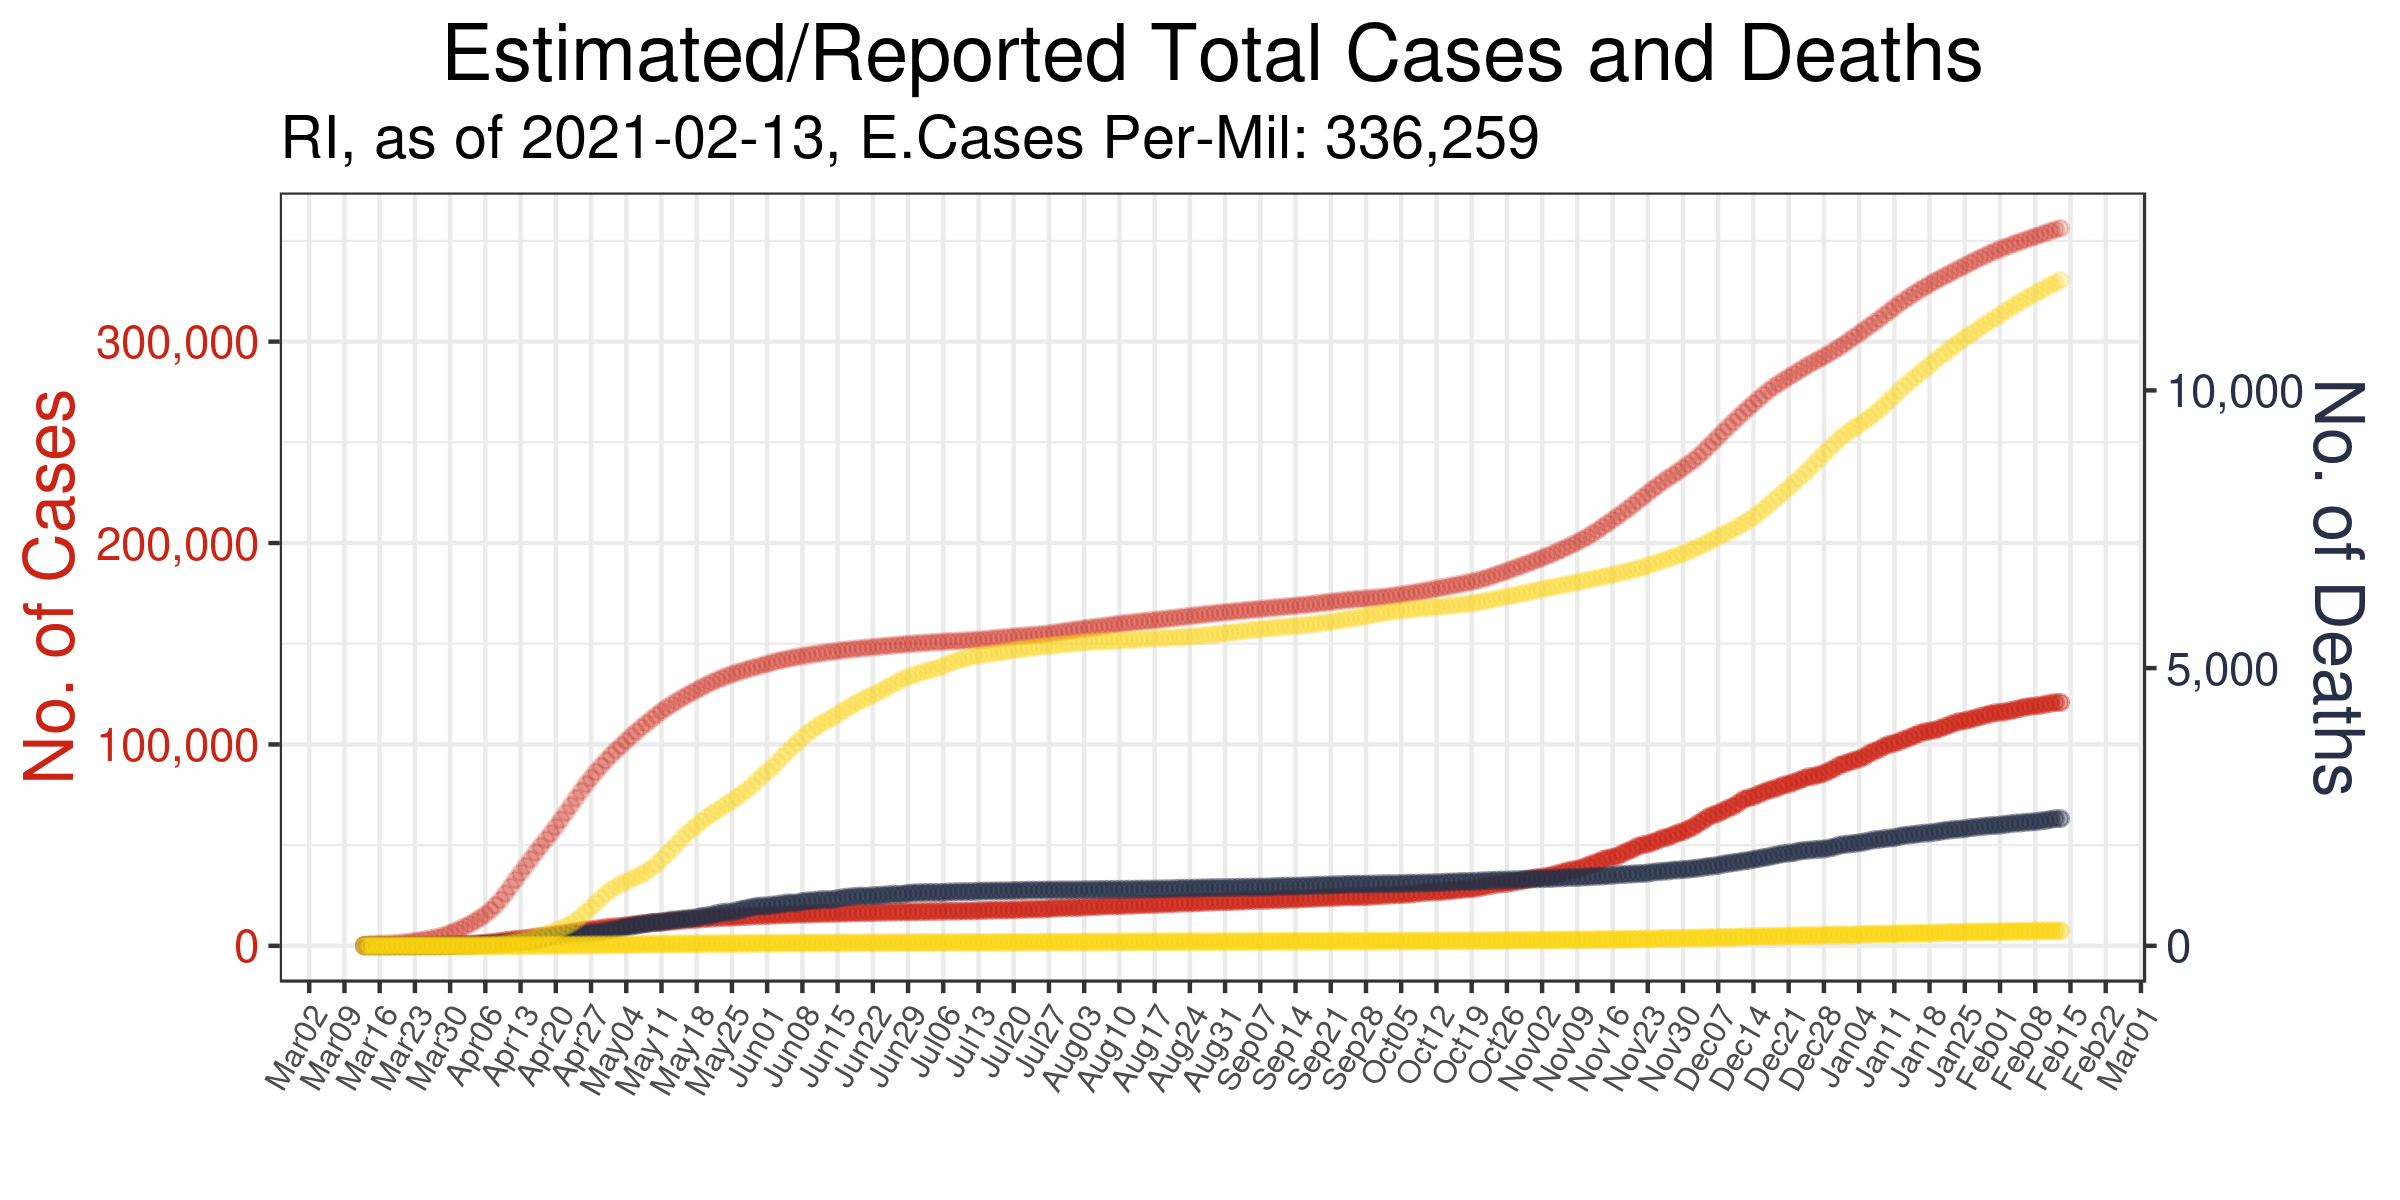 Estimated/Reported Total Cases and Deaths
RI, as of 2021-02-13, E.Cases Per-Mil: 336,259
No. of Cases
300,000
200,000
100,000
0
10,000
5,000
0
No. of Deaths
Mar02
Mar09
Mar16
Mar23
Mar30
Apr06
Apr13
Apr20
Apr27
May04
May11
May18
May25
Jun01
Jun08
Jun15
Jun22
Jun29
Jul06
Jul13
Jul20
Jul27
Aug03
Aug10
Aug17
Aug24
Aug31
Sep07
Sep14
Sep21
Sep28
Oct05
Oct12
Oct19
Oct26
Nov02
Nov09
Nov16
Nov23
Nov30
Dec07
Dec14
Dec21
Dec28
Jan04
Jan11
Jan18
Jan25
Feb01
Feb08
Feb15
Feb22
Mar01